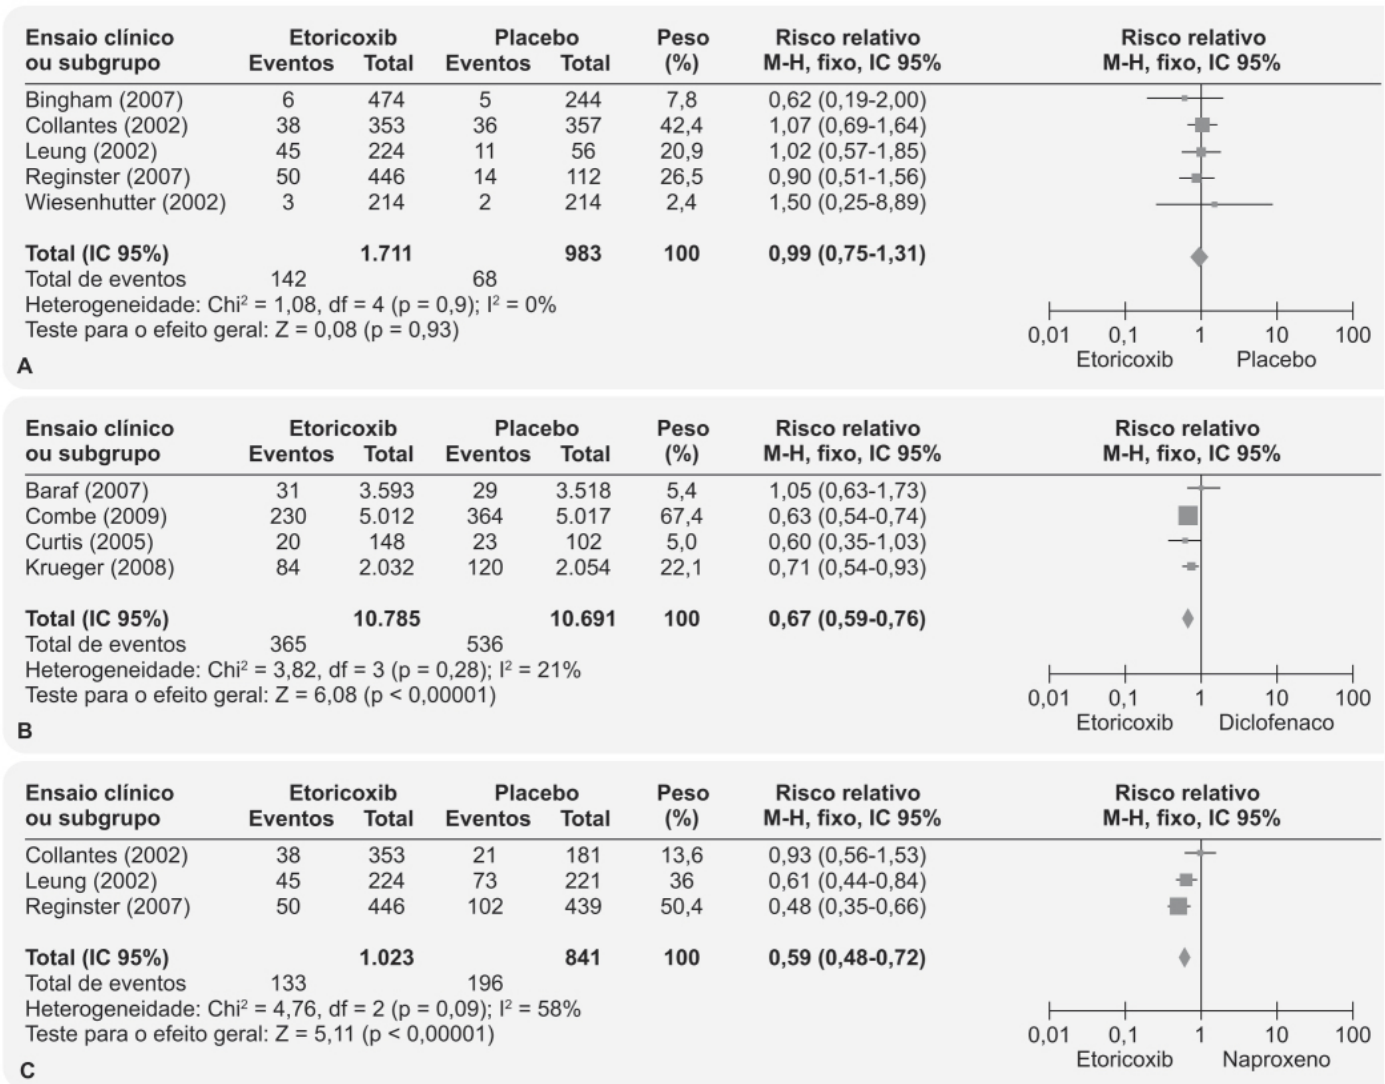 Ensaio clínico Etoricoxib Placebo Peso Risco relativo Risco relativo
ou subgrupo Eventos Total Eventos Total (%) M-H, fixo, IC 95% M-H, fixo, IC 95%
Bingham (2007) 6 474 5 244 7,8 0,62 (0,19-2,00)
Collantes (2002) 38 353 36 357 42,4 1,07 (0,69-1,64)
Leung (2002) 45 224 11 56 20,9 1,02 (0,57-1,85)
Reginster (2007) 50 446 14 112 26,5 0,90 (0,51-1,56)
Wiesenhutter (2002) 3 214 2 214 2,4 1,50 (0,25-8,89)
Total (IC 95%) 1.711 983 100 0,99 (0,75-1,31)
Total de eventos 142 68
Heterogeneidade: Chi² = 1,08, df = 4 (p = 0,9); I² = 0%
Teste para o efeito geral: Z = 0,08 (p = 0,93)
0,01 0,1 1 10 100
Etoricoxib Placebo
A
Ensaio clínico Etoricoxib Placebo Peso Risco relativo Risco relativo
ou subgrupo Eventos Total Eventos Total (%) M-H, fixo, IC 95% M-H, fixo, IC 95%
Baraf (2007) 31 3.593 29 3.518 5,4 1,05 (0,63-1,73)
Combe (2009) 230 5.012 364 5.017 67,4 0,63 (0,54-0,74)
Curtis (2005) 20 148 23 102 5,0 0,60 (0,35-1,03)
Krueger (2008) 84 2.032 120 2.054 22,1 0,71 (0,54-0,93)
Total (IC 95%) 10.785 10.691 100 0,67 (0,59-0,76)
Total de eventos 365 536
Heterogeneidade: Chi² = 3,82, df = 3 (p = 0,28); I² = 21%
Teste para o efeito geral: Z = 6,08 (p < 0,00001)
0,01 0,1 1 10 100
Etoricoxib Diclofenaco
B
Ensaio clínico Etoricoxib Placebo Peso Risco relativo Risco relativo
ou subgrupo Eventos Total Eventos Total (%) M-H, fixo, IC 95% M-H, fixo, IC 95%
Collantes (2002) 38 353 21 181 13,6 0,93 (0,56-1,53)
Leung (2002) 45 224 73 221 36 0,61 (0,44-0,84)
Reginster (2007) 50 446 102 439 50,4 0,48 (0,35-0,66)
Total (IC 95%) 1.023 841 100 0,59 (0,48-0,72)
Total de eventos 133 196
Heterogeneidade: Chi² = 4,76, df = 2 (p = 0,09); I² = 58%
Teste para o efeito geral: Z = 5,11 (p < 0,00001)
0,01 0,1 1 10 100
Etoricoxib Naproxeno
C